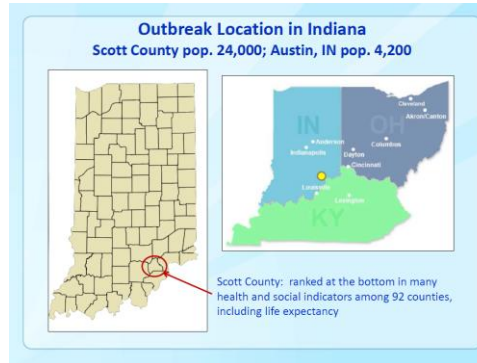 Outbreak Location in Indiana
Scott County pop. 24,000; Austin, IN pop. 4,200
IN
OH
KY
Cleveland
Akron/Canton
Anderson
Indianapolis
Columbus
Dayton
Cincinnati
Louisville
Lexington
Scott County: ranked at the bottom in many
health and social indicators among 92 counties,
including life expectancy